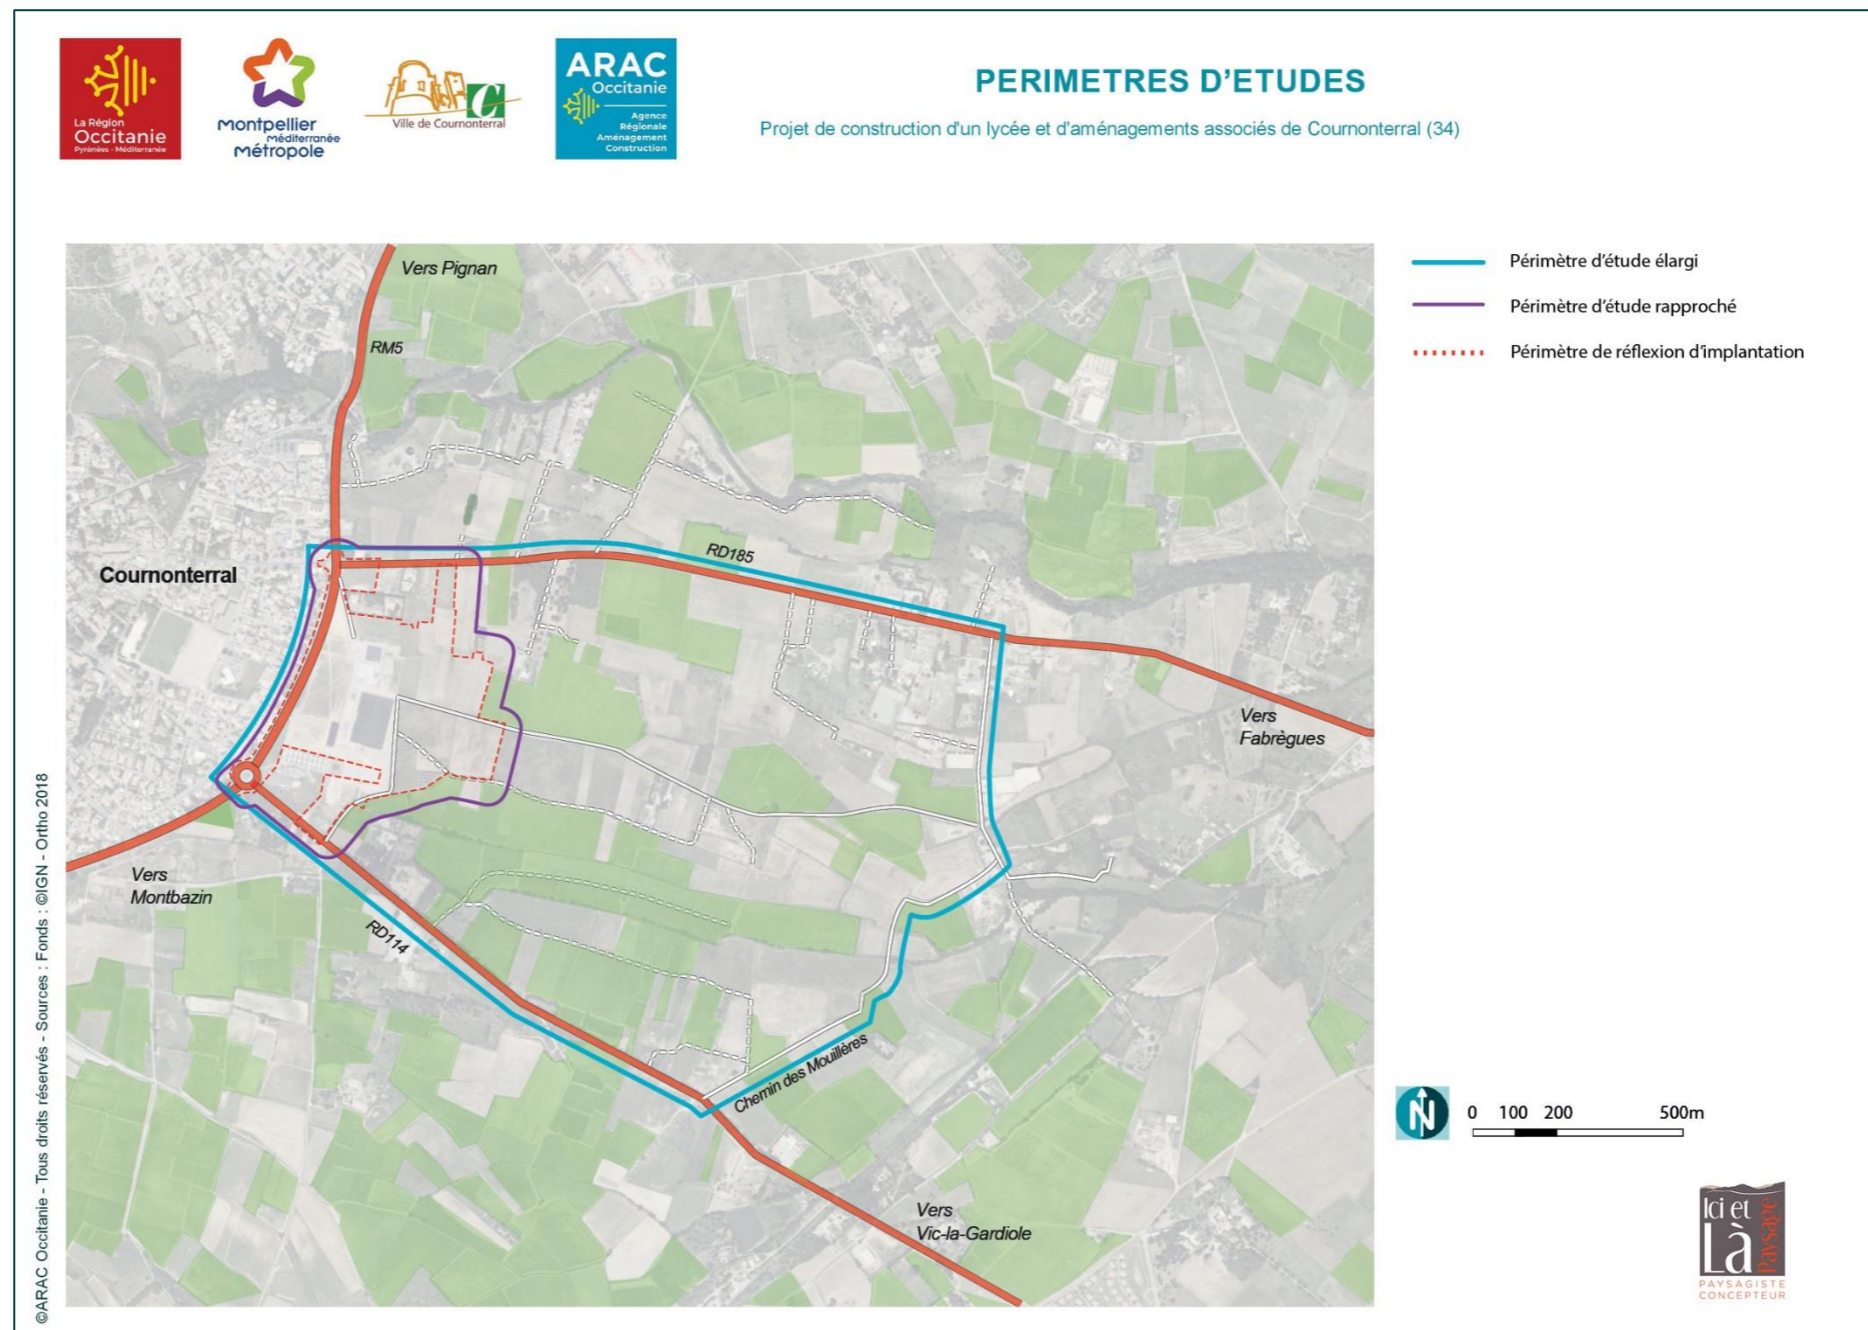 La Région
Occitanie
Pyrénées - Méditerranée
montpellier
méditerranée
métropole
Ville de Cournonterral
C
ARAC
Occitanie
Agence
Régionale
Aménagement
Construction
PERIMETRES D'ETUDES
Projet de construction d'un lycée et d'aménagements associés de Cournonterral (34)
Vers Pignan
RM5
RD185
Cournonterral
Vers
Fabrègues
Vers
Montbazin
RD114
Chemin des Mouillères
Vers
Vic-la-Gardiole
Périmètre d'étude élargi
Périmètre d'étude rapproché
Périmètre de réflexion d'implantation
N
0 100 200 500m
Ici et
Là
Paysage
PAYSAGISTE
CONCEPTEUR
©ARAC Occitanie - Tous droits réservés - Sources : Fonds : ©IGN - Ortho 2018